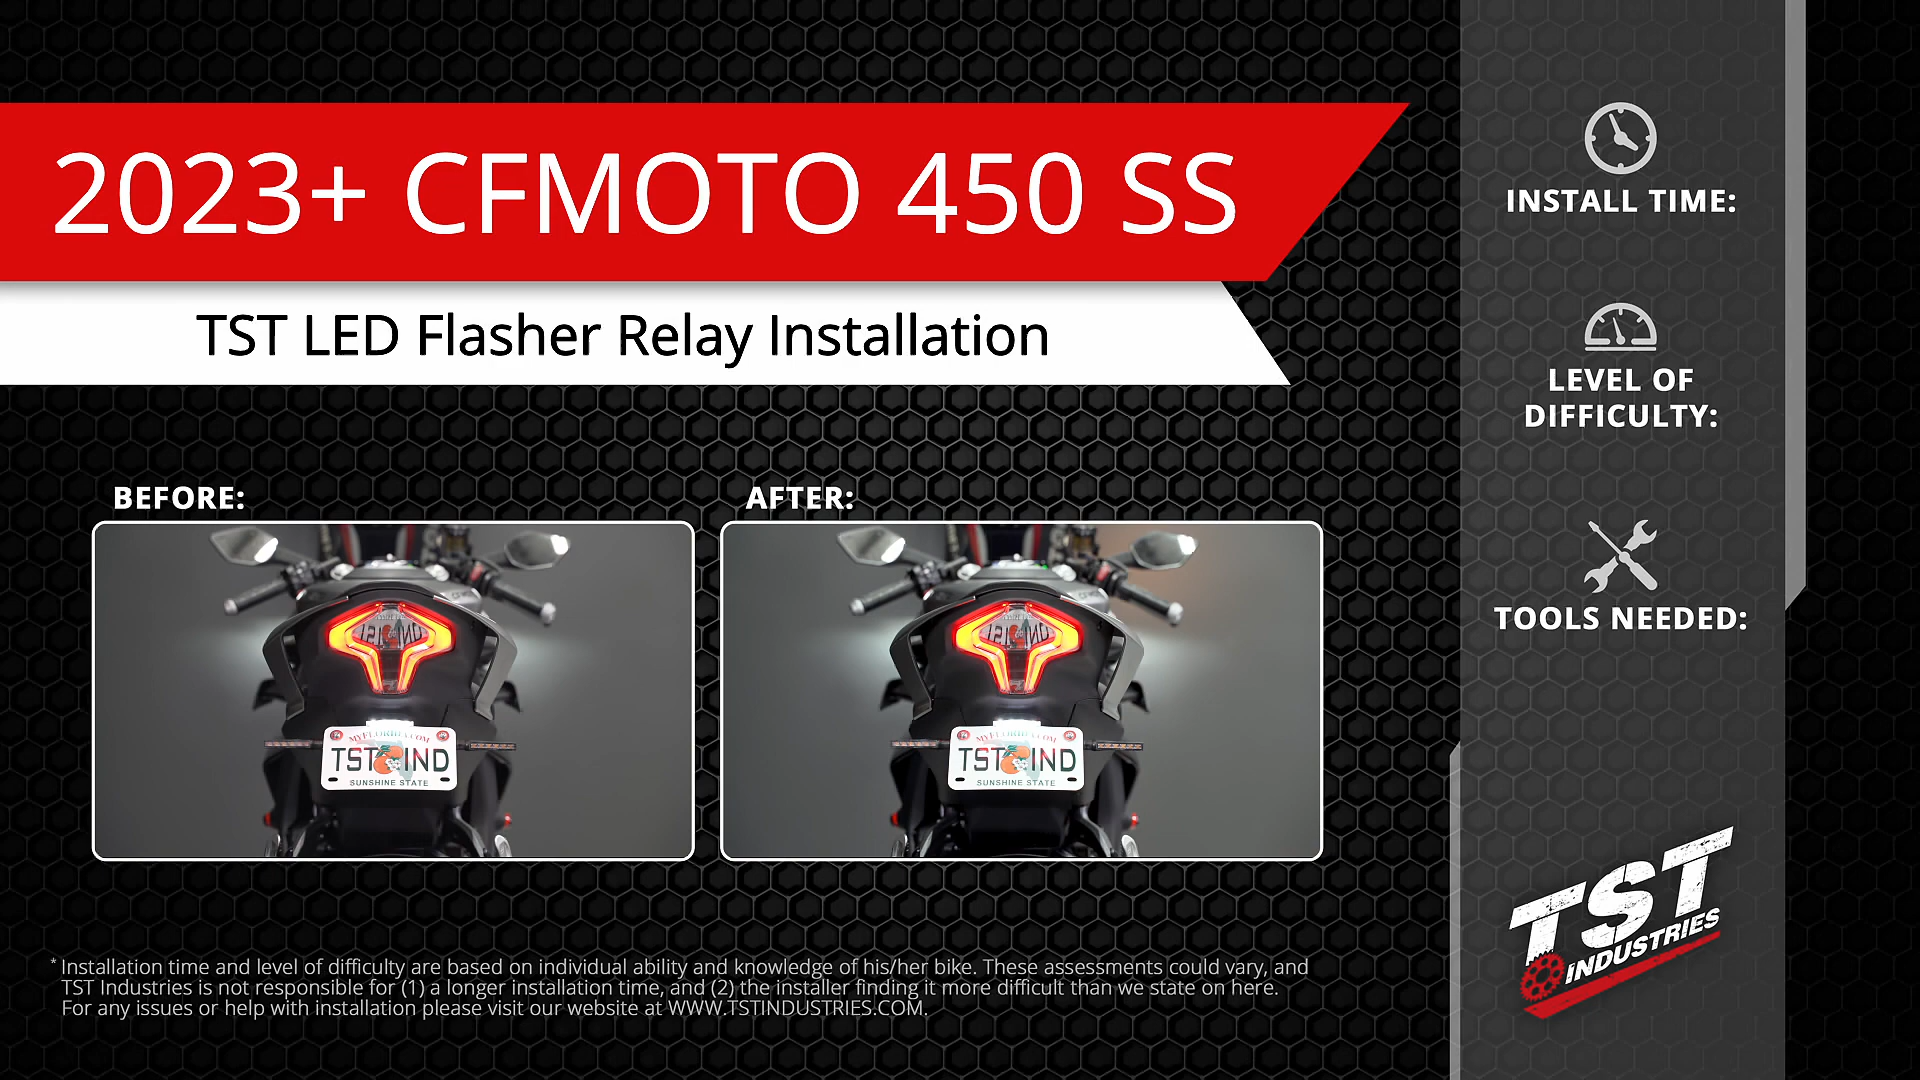 2023+ CFMOTO 450 SS
TST LED Flasher Relay Installation
BEFORE:
AFTER:
MYFLORIDA.COM
TST IND
SUNSHINE STATE
MYFLORIDA.COM
TST IND
SUNSHINE STATE
* Installation time and level of difficulty are based on individual ability and knowledge of his/her bike. These assessments could vary, and
TST Industries is not responsible for (1) a longer installation time, and (2) the installer finding it more difficult than we state on here.
For any issues or help with installation please visit our website at WWW.TSTINDUSTRIES.COM.
INSTALL TIME:
LEVEL OF
DIFFICULTY:
TOOLS NEEDED:
TST
INDUSTRIES